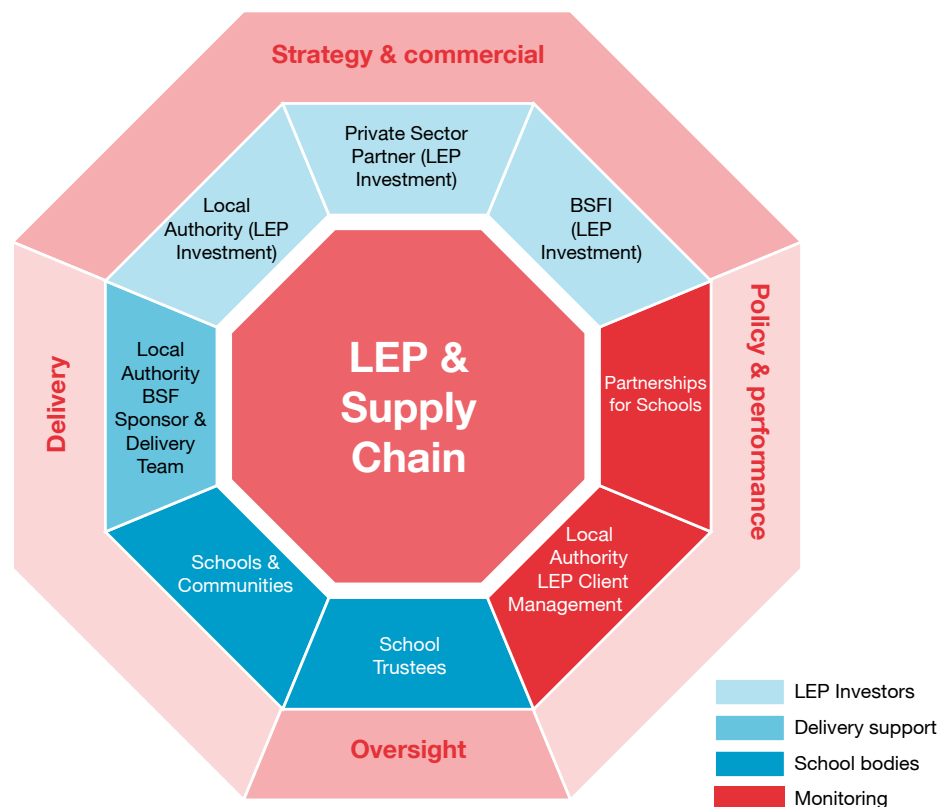 Strategy & commercial
Private Sector
Partner (LEP
Investment)
Local
Authority (LEP
Investment)
BSFI
(LEP
Investment)
Delivery
Local
Authority
BSF
Sponsor &
Delivery
Team
LEP &
Supply
Chain
Partnerships
for Schools
Policy & performance
Schools &
Communities
Local
Authority
LEP Client
Management
School
Trustees
Oversight
LEP Investors
Delivery support
School bodies
Monitoring